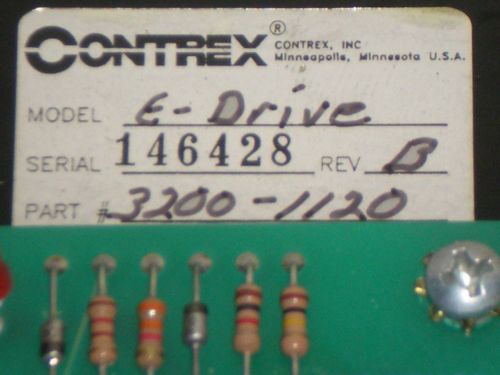 CONTREX® CONTREX, INC
Minneapolis, Minnesota U.S.A.
MODEL E-Drive
SERIAL 146428 REV B
PART # 3200-1120